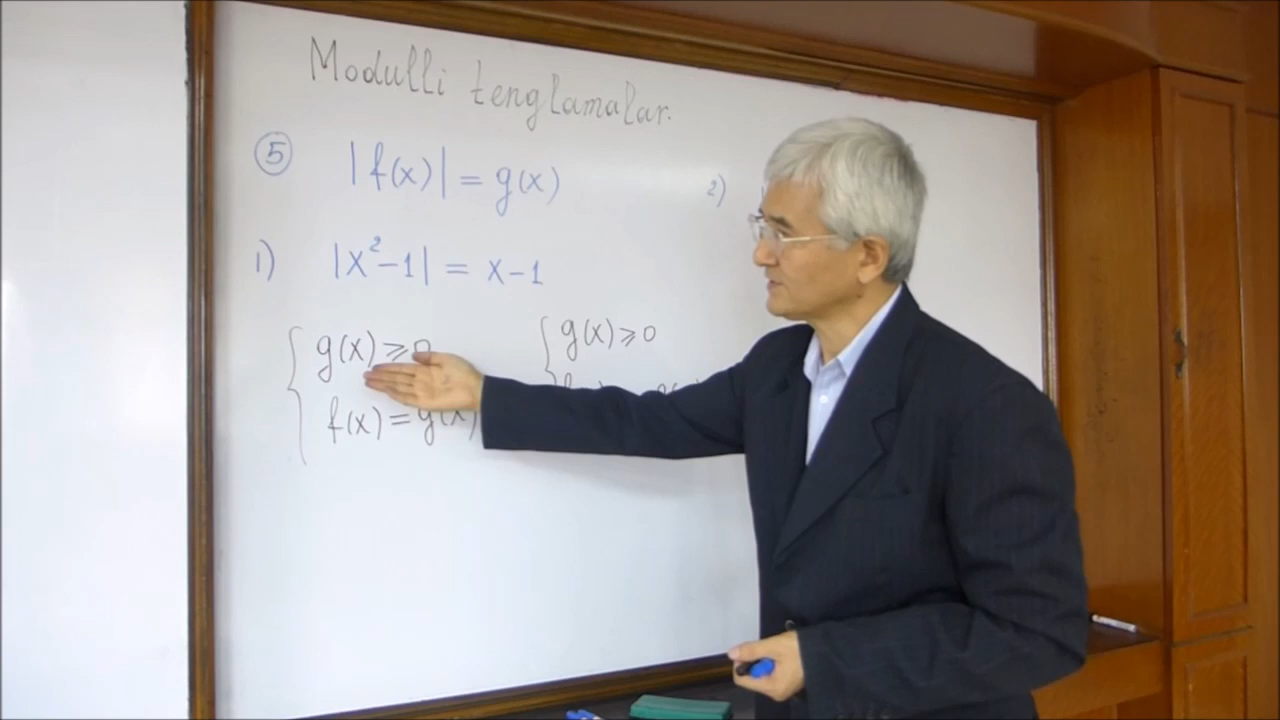 Modulli tenglamalar.
⑤ |f(x)| = g(x)
2)
1) |x²-1| = x-1
g(x) ≥ 0
f(x) = g(x)
g(x) ≥ 0